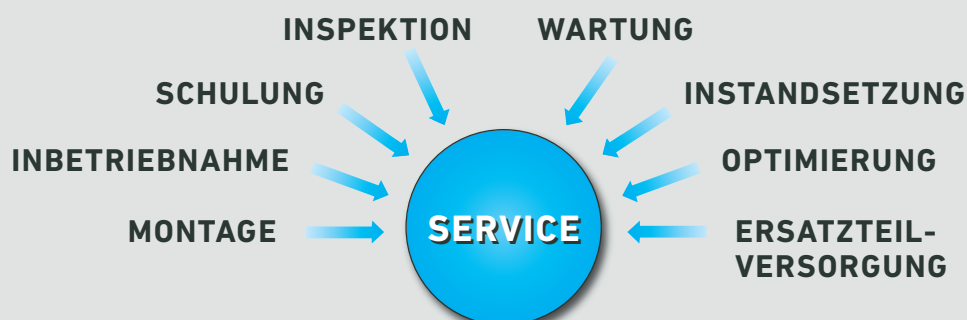 INSPEKTION
WARTUNG
SCHULUNG
INSTANDSETZUNG
INBETRIEBNAHME
OPTIMIERUNG
MONTAGE
SERVICE
ERSATZTEIL-
VERSORGUNG